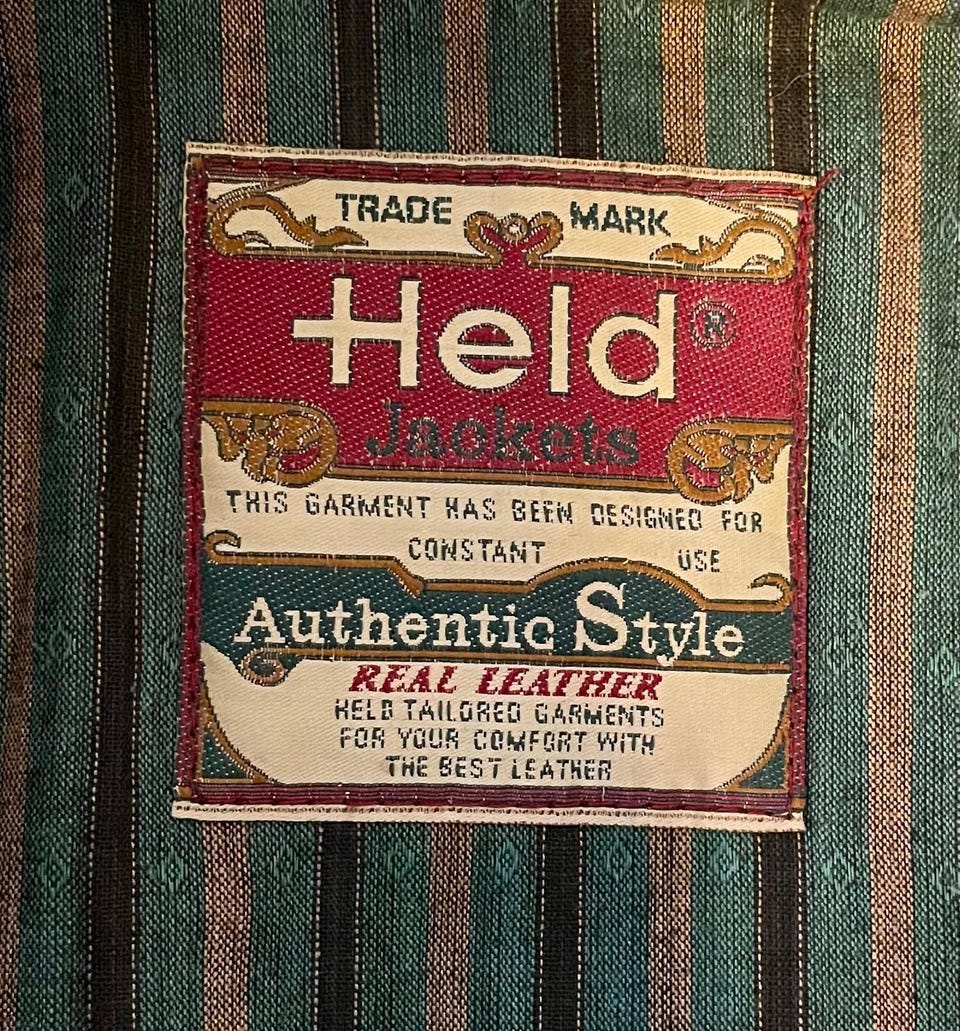 TRADE MARK
Held®
Jackets
THIS GARMENT HAS BEEN DESIGNED FOR
CONSTANT USE
Authentic Style
REAL LEATHER
HELD TAILORED GARMENTS
FOR YOUR COMFORT WITH
THE BEST LEATHER